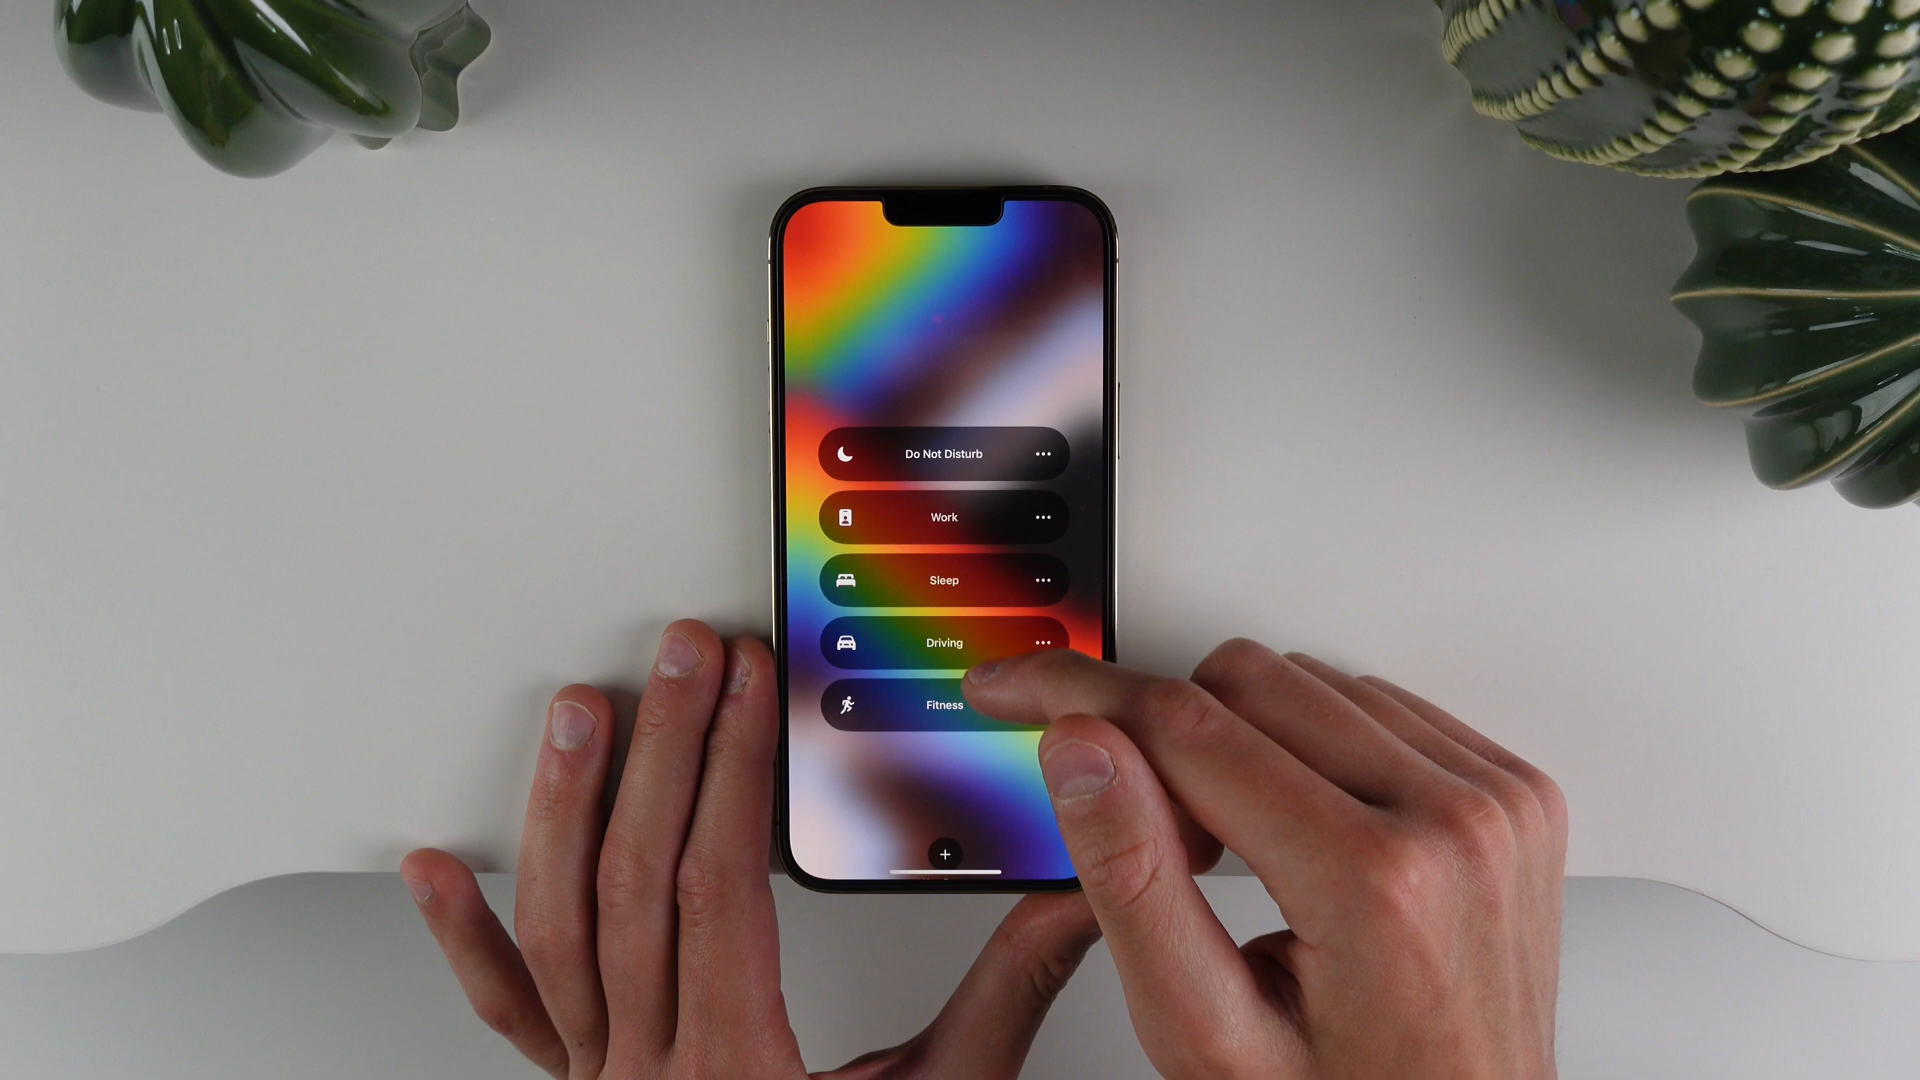 Do Not Disturb
Work
Sleep
Driving
Fitness